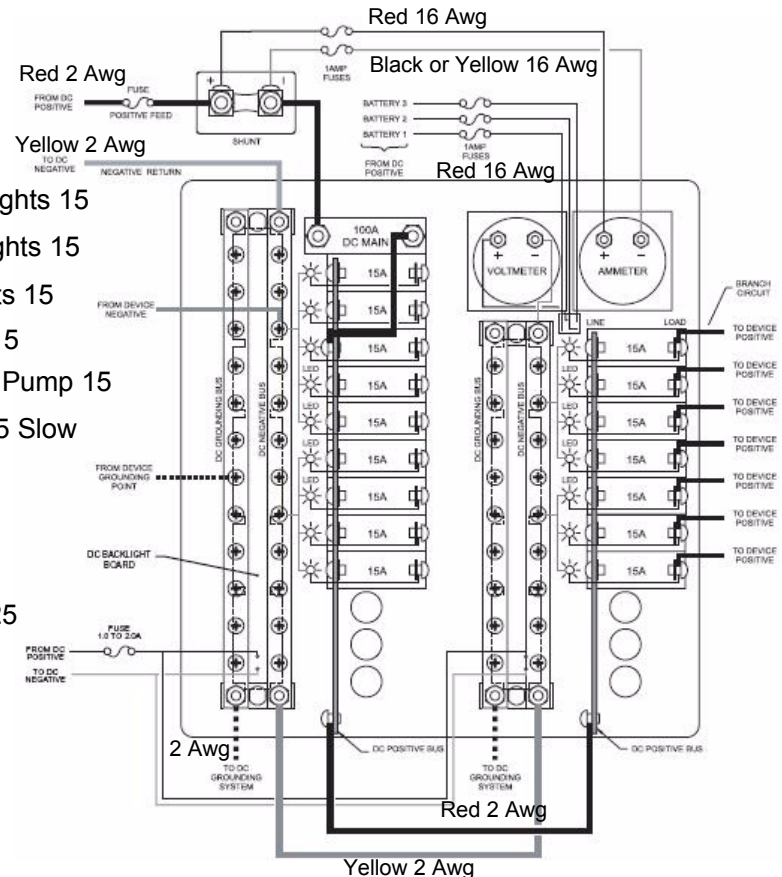 Red 16 Awg
1AMP
FUSES
Black or Yellow 16 Awg
Red 2 Awg
FUSE
FROM DC
POSITIVE
POSITIVE FEED
+
I
SHUNT
BATTERY 3
BATTERY 2
BATTERY 1
1AMP
FUSES
FROM DC
POSITIVE
Red 16 Awg
Yellow 2 Awg
TO DC
NEGATIVE
NEGATIVE RETURN
ghts 15
ghts 15
ts 15
5
Pump 15
5 Slow
25
100A
DC MAIN
15A
15A
15A
LED
15A
LED
15A
LED
15A
LED
15A
15A
15A
FROM DEVICE
NEGATIVE
DC GROUNDING BUS
DC NEGATIVE BUS
FROM DEVICE
GROUNDING
POINT
DC BACKLIGHT
BOARD
FUSE
1.0 TO 2.0A
FROM DC
POSITIVE
TO DC
NEGATIVE
2 Awg
TO DC
GROUNDING
SYSTEM
DC POSITIVE BUS
+ −
VOLTMETER
+ −
AMMETER
BRANCH
CIRCUIT
LINE
LOAD
15A
LED
15A
LED
15A
LED
15A
LED
15A
15A
15A
TO DEVICE
POSITIVE
TO DEVICE
POSITIVE
TO DEVICE
POSITIVE
TO DEVICE
POSITIVE
TO DEVICE
POSITIVE
TO DEVICE
POSITIVE
TO DEVICE
POSITIVE
DC GROUNDING BUS
DC NEGATIVE BUS
TO DC
GROUNDING
SYSTEM
DC POSITIVE BUS
Red 2 Awg
Yellow 2 Awg